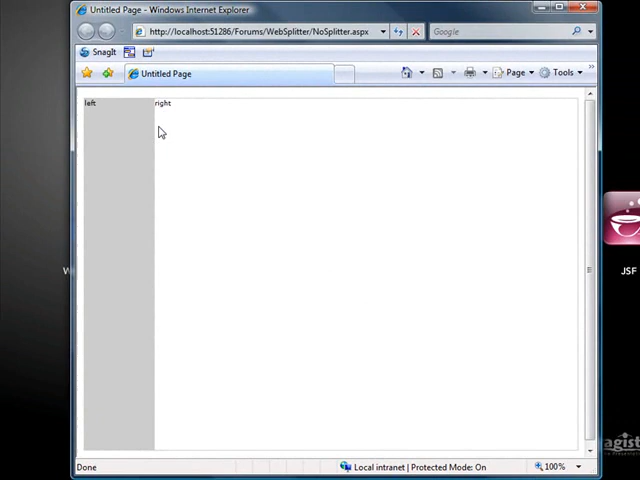 Untitled Page - Windows Internet Explorer
http://localhost:51286/Forums/WebSplitter/NoSplitter.aspx
Google
SnagIt
Untitled Page
Page
Tools
left
right
JSF
Done
Local intranet | Protected Mode: On
100%